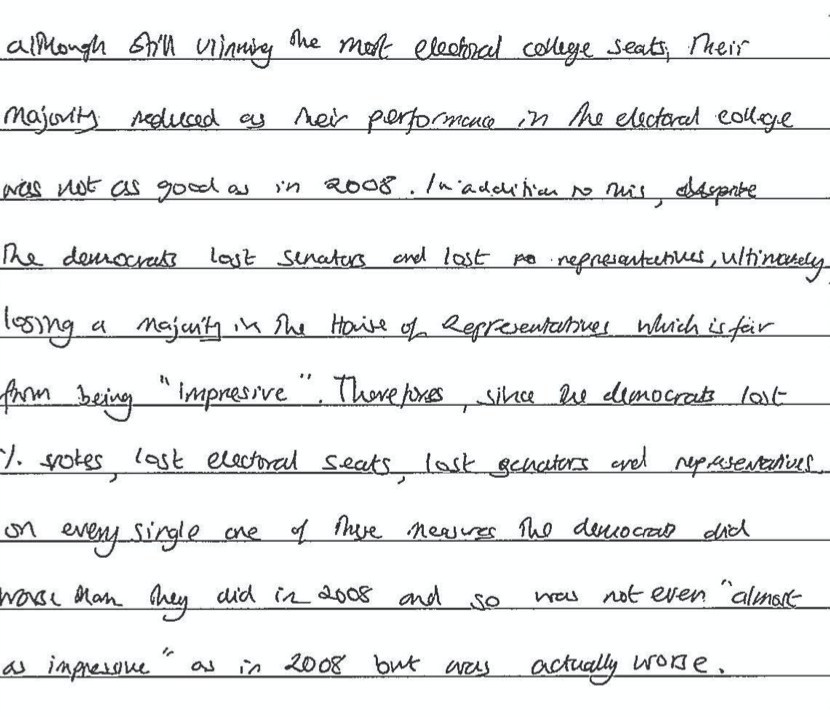 although still winning the most electoral college seats, their
majority reduced as their performance in the electoral college
was not as good as in 2008. In addition to this,
the democrats lost senators and lost representatives, ultimately
losing a majority in the House of Representatives which is far
from being "impresive". Therefores, since the democrats lost
% votes, lost electoral seats, lost senators and representatives
on every single one of these measures the democrats did
worse than they did in 2008 and so was not even "almost
as impressive" as in 2008 but was actually worse.